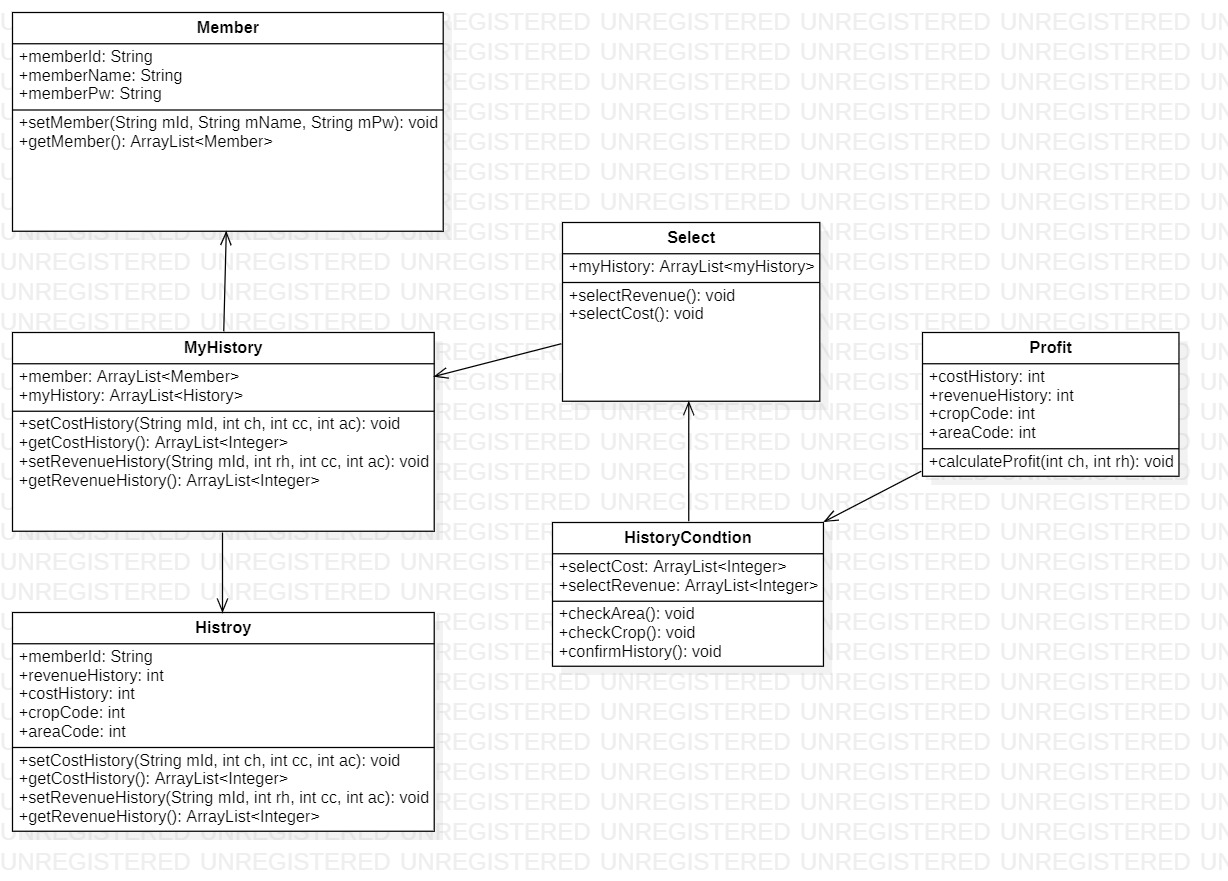 Member
+memberId: String
+memberName: String
+memberPw: String
+setMember(String mId, String mName, String mPw): void
+getMember(): ArrayList<Member>
MyHistory
+member: ArrayList<Member>
+myHistory: ArrayList<History>
+setCostHistory(String mId, int ch, int cc, int ac): void
+getCostHistory(): ArrayList<Integer>
+setRevenueHistory(String mId, int rh, int cc, int ac): void
+getRevenueHistory(): ArrayList<Integer>
Histroy
+memberId: String
+revenueHistory: int
+costHistory: int
+cropCode: int
+areaCode: int
+setCostHistory(String mId, int ch, int cc, int ac): void
+getCostHistory(): ArrayList<Integer>
+setRevenueHistory(String mId, int rh, int cc, int ac): void
+getRevenueHistory(): ArrayList<Integer>
Select
+myHistory: ArrayList<myHistory>
+selectRevenue(): void
+selectCost(): void
HistoryCondtion
+selectCost: ArrayList<Integer>
+selectRevenue: ArrayList<Integer>
+checkArea(): void
+checkCrop(): void
+confirmHistory(): void
Profit
+costHistory: int
+revenueHistory: int
+cropCode: int
+areaCode: int
+calculateProfit(int ch, int rh): void
UNREGISTERED